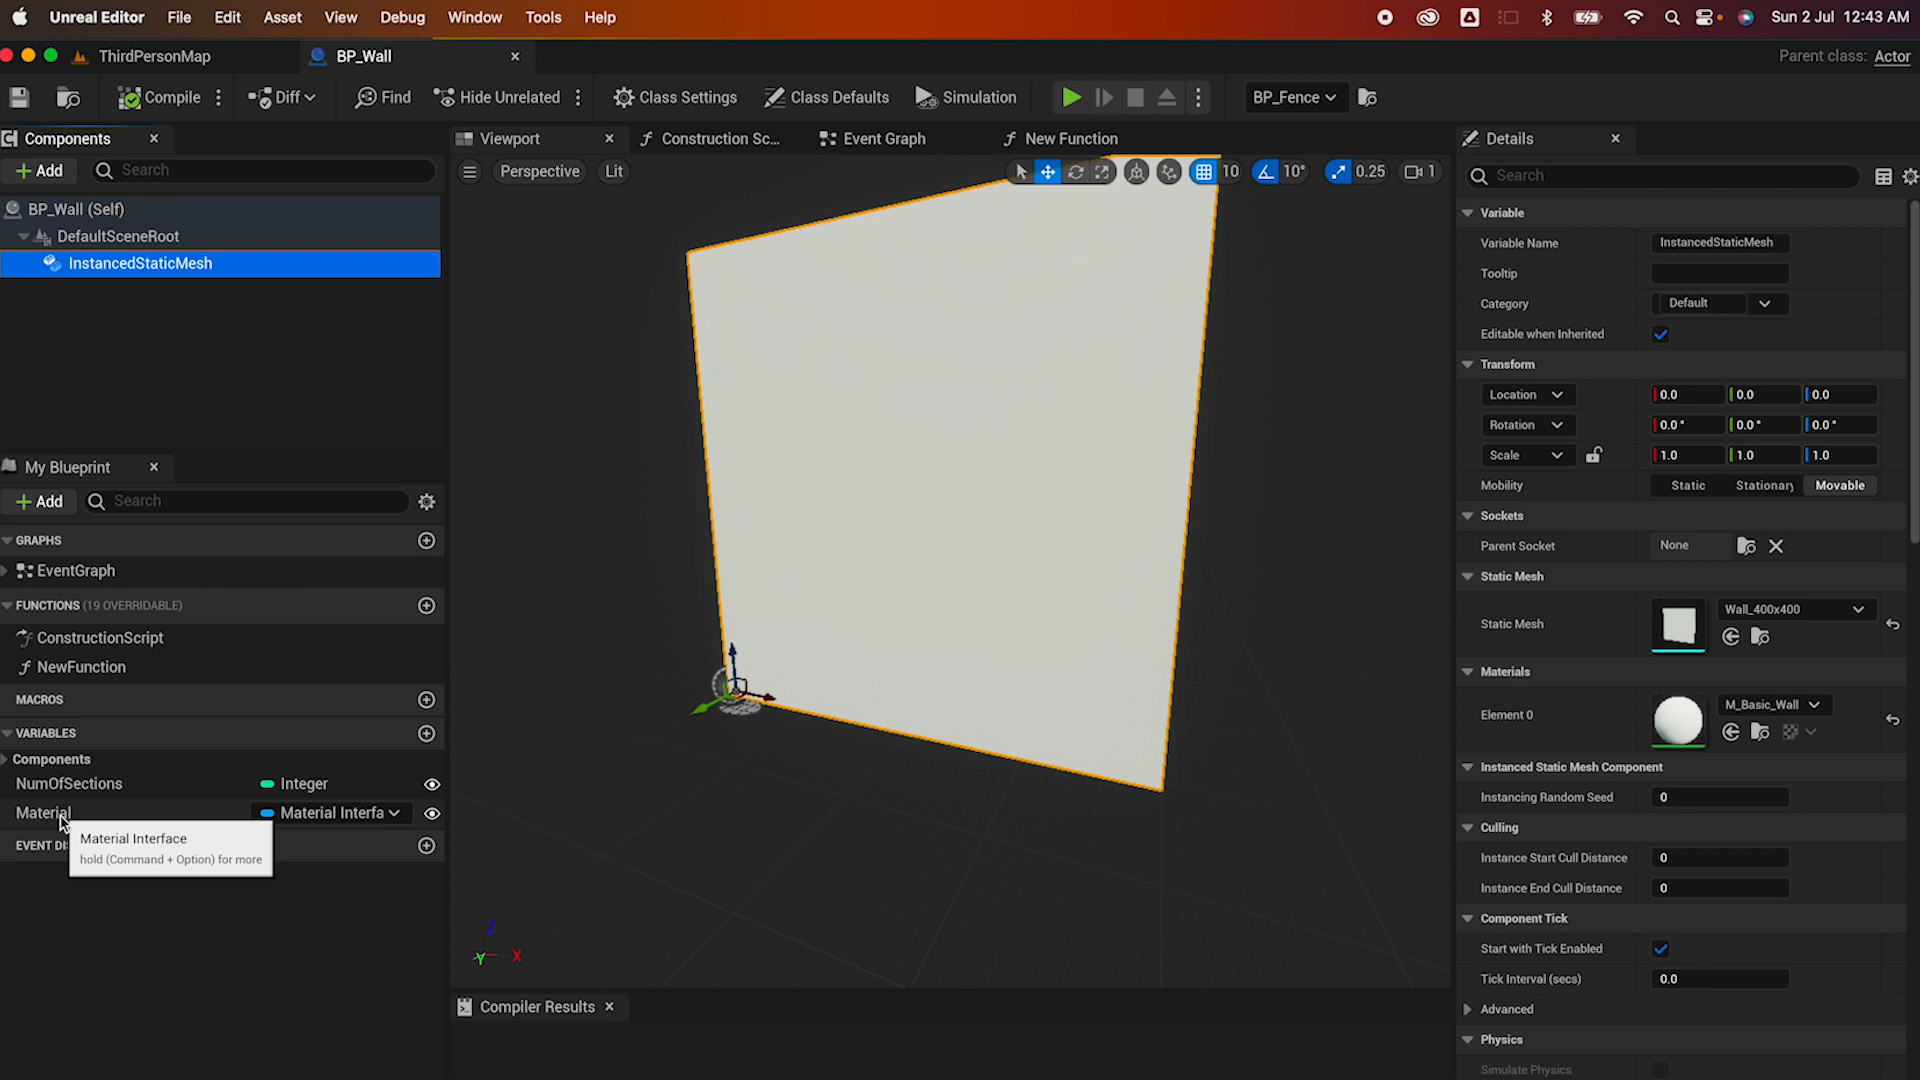 Unreal Editor File Edit Asset View Debug Window Tools Help Sun 2 Jul 12:43 AM
ThirdPersonMap BP_Wall Parent class: Actor
Compile Diff Find Hide Unrelated Class Settings Class Defaults Simulation BP_Fence
Components
Add Search
BP_Wall (Self)
DefaultSceneRoot
InstancedStaticMesh
My Blueprint
Add Search
GRAPHS
EventGraph
FUNCTIONS (19 OVERRIDABLE)
ConstructionScript
NewFunction
MACROS
VARIABLES
Components
NumOfSections Integer
Material Material Interfa
EVENT DI
Material Interface
hold (Command + Option) for more
Viewport Construction Sc... Event Graph New Function
Perspective Lit 10 10° 0.25 1
Z
Y X
Compiler Results
Details
Search
Variable
Variable Name InstancedStaticMesh
Tooltip
Category Default
Editable when Inherited
Transform
Location 0.0 0.0 0.0
Rotation 0.0° 0.0° 0.0°
Scale 1.0 1.0 1.0
Mobility Static Stationary Movable
Sockets
Parent Socket None
Static Mesh
Static Mesh Wall_400x400
Materials
Element 0 M_Basic_Wall
Instanced Static Mesh Component
Instancing Random Seed 0
Culling
Instance Start Cull Distance 0
Instance End Cull Distance 0
Component Tick
Start with Tick Enabled
Tick Interval (secs) 0.0
Advanced
Physics
Simulate Physics